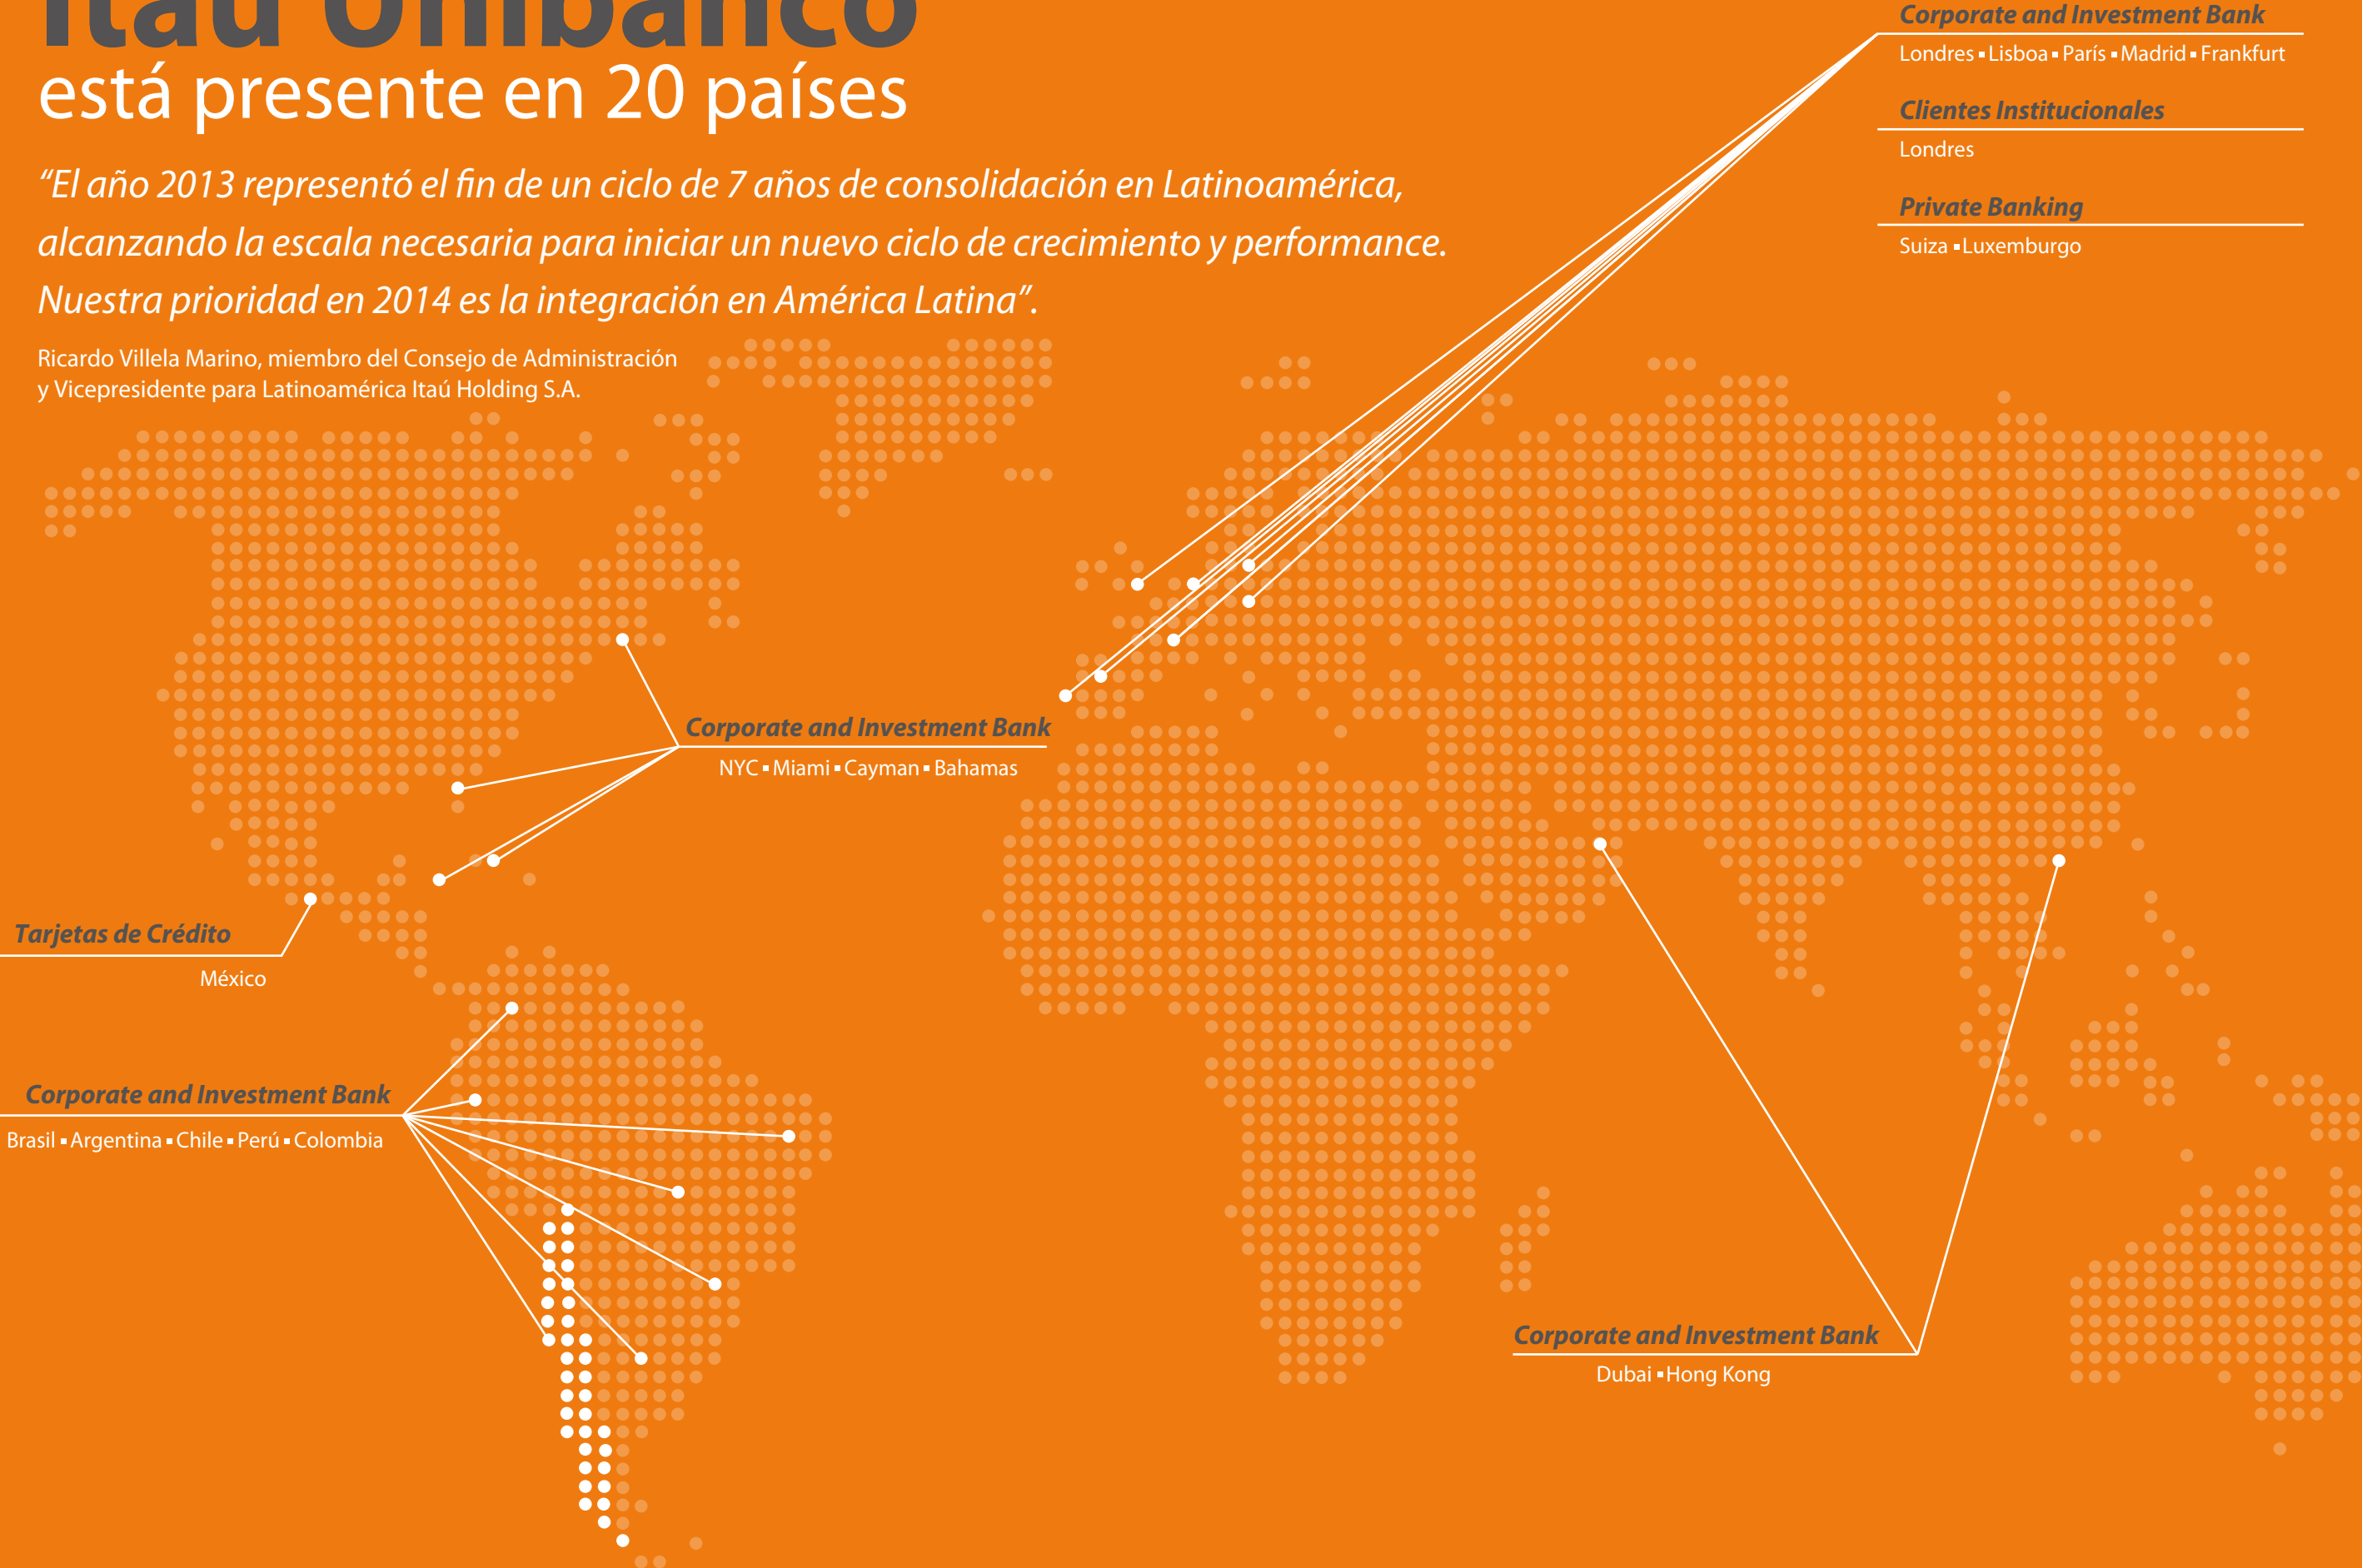 Itaú Unibanco
está presente en 20 países
“El año 2013 representó el fin de un ciclo de 7 años de consolidación en Latinoamérica,
alcanzando la escala necesaria para iniciar un nuevo ciclo de crecimiento y performance.
Nuestra prioridad en 2014 es la integración en América Latina”.
Ricardo Villela Marino, miembro del Consejo de Administración
y Vicepresidente para Latinoamérica Itaú Holding S.A.
Corporate and Investment Bank
Londres ▪ Lisboa ▪ París ▪ Madrid ▪ Frankfurt
Clientes Institucionales
Londres
Private Banking
Suiza ▪ Luxemburgo
Corporate and Investment Bank
NYC ▪ Miami ▪ Cayman ▪ Bahamas
Tarjetas de Crédito
México
Corporate and Investment Bank
Brasil ▪ Argentina ▪ Chile ▪ Perú ▪ Colombia
Corporate and Investment Bank
Dubai ▪ Hong Kong